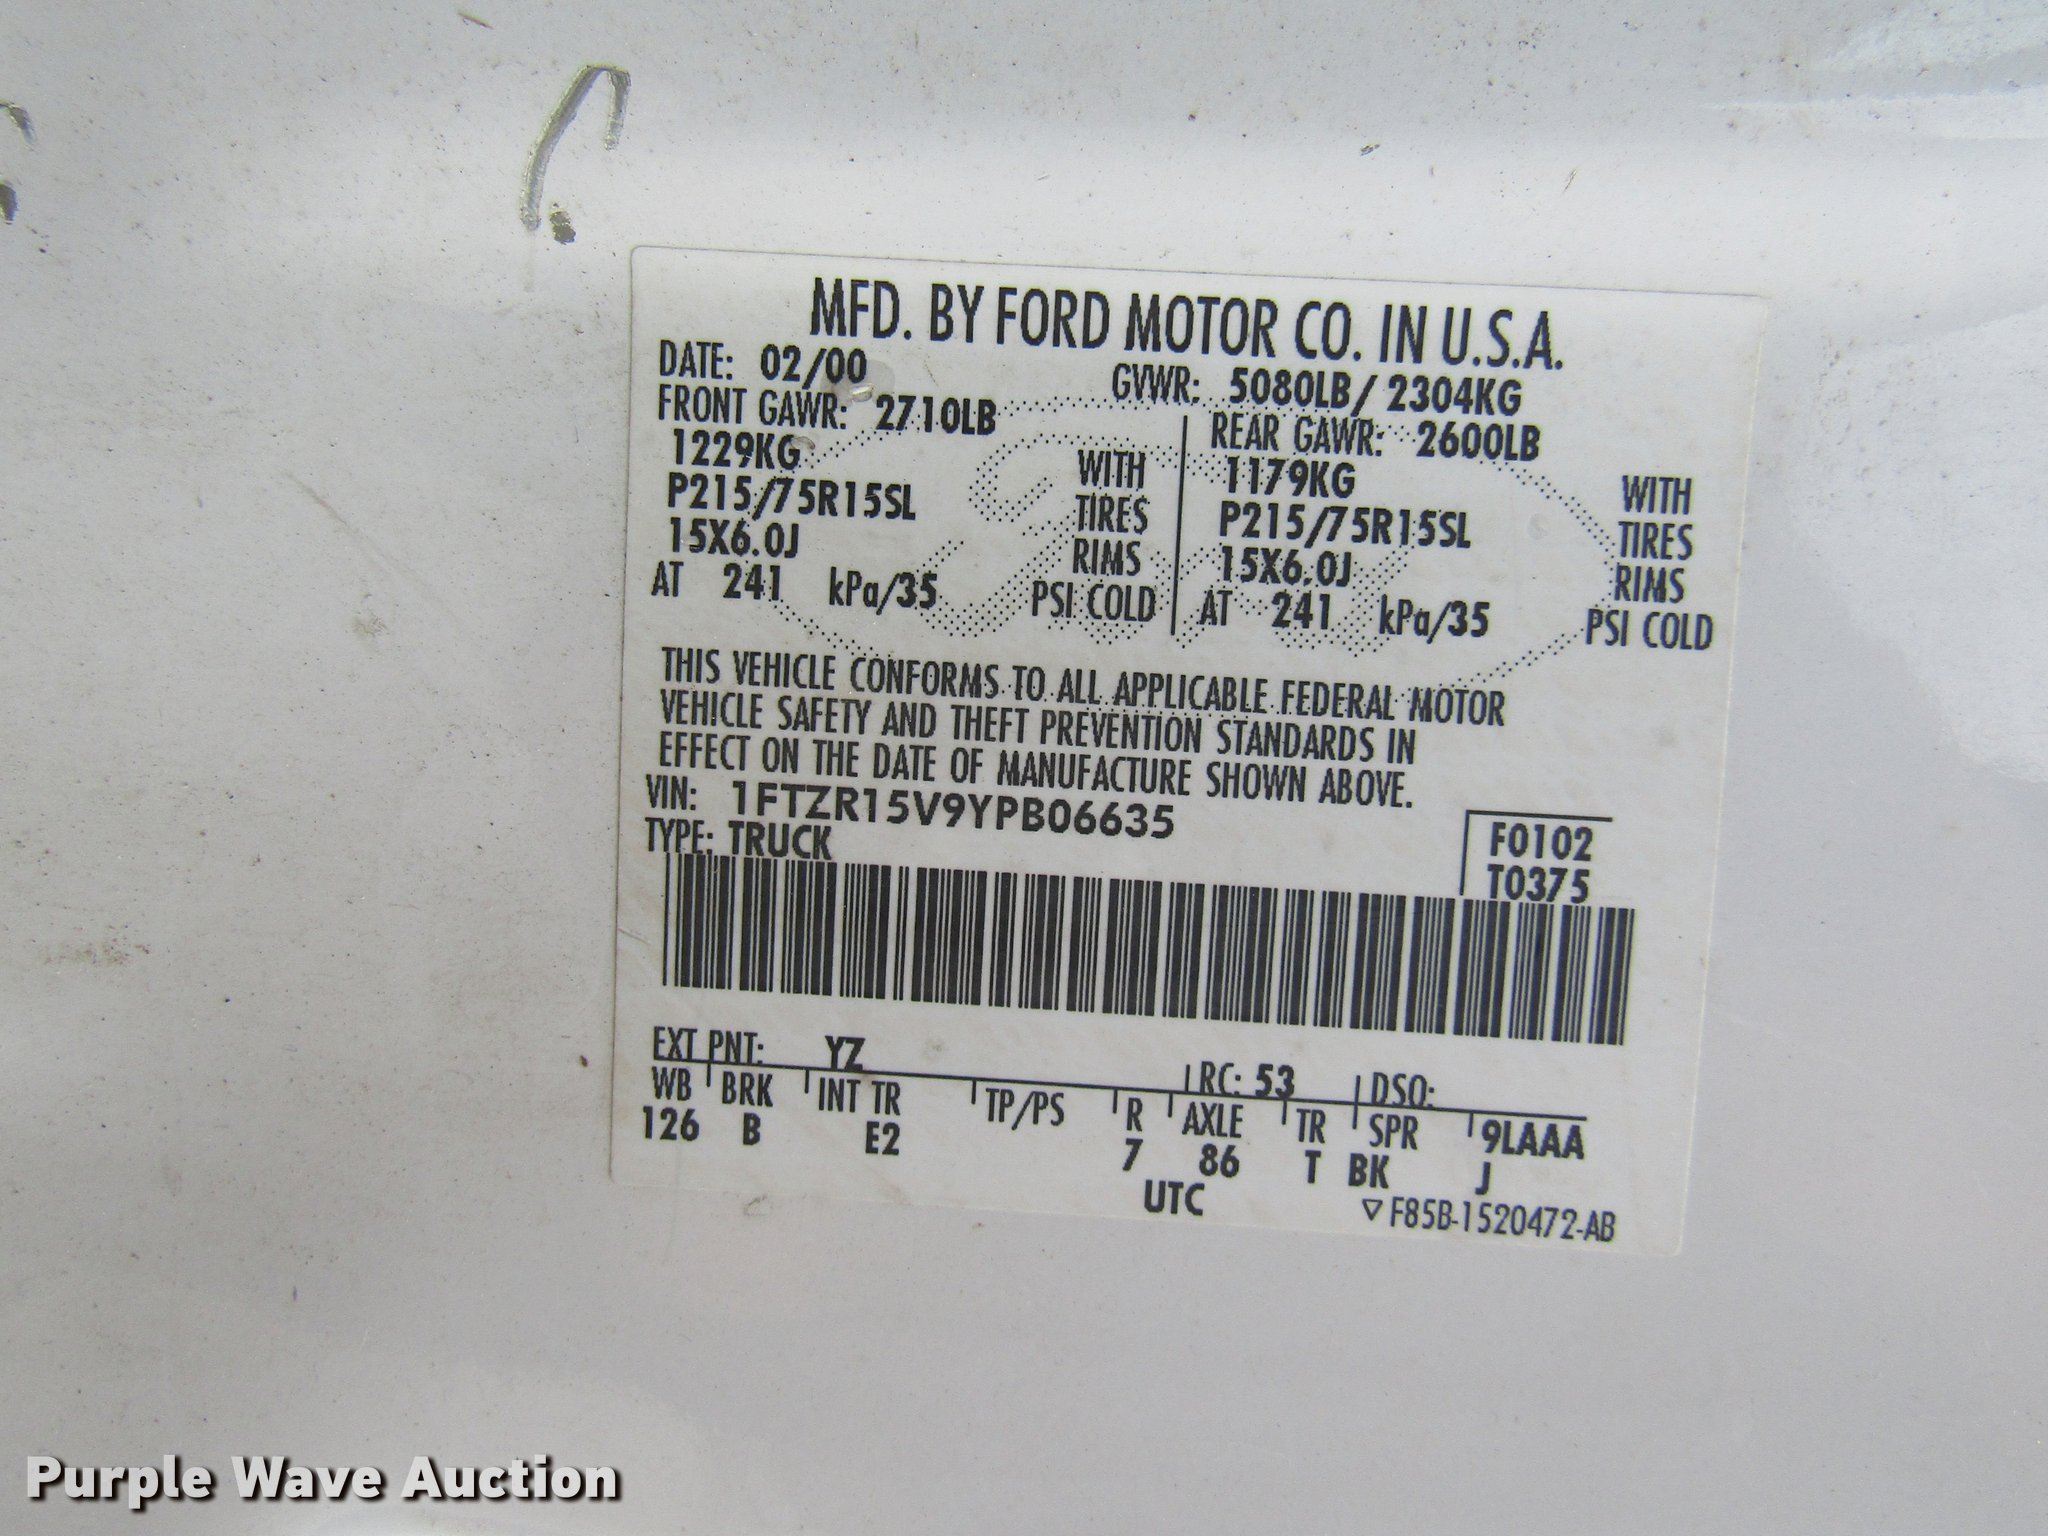 MFD. BY FORD MOTOR CO. IN U.S.A.
DATE: 02/00 GVWR: 5080LB/ 2304KG
FRONT GAWR: 2710LB REAR GAWR: 2600LB
1229KG WITH 1179KG WITH
P215/75R15SL TIRES P215/75R15SL TIRES
15X6.0J RIMS 15X6.0J RIMS
AT 241 kPa/35 PSI COLD AT 241 kPa/35 PSI COLD
THIS VEHICLE CONFORMS TO ALL APPLICABLE FEDERAL MOTOR
VEHICLE SAFETY AND THEFT PREVENTION STANDARDS IN
EFFECT ON THE DATE OF MANUFACTURE SHOWN ABOVE.
VIN: 1FTZR15V9YPB06635
TYPE: TRUCK
F0102
T0375
EXT PNT: YZ RC: 53 DSO:
WB BRK INT TR TP/PS R AXLE TR SPR 9LAAA
126 B E2 7 86 T BK J
UTC
▽F85B-1520472-AB
Purple Wave Auction